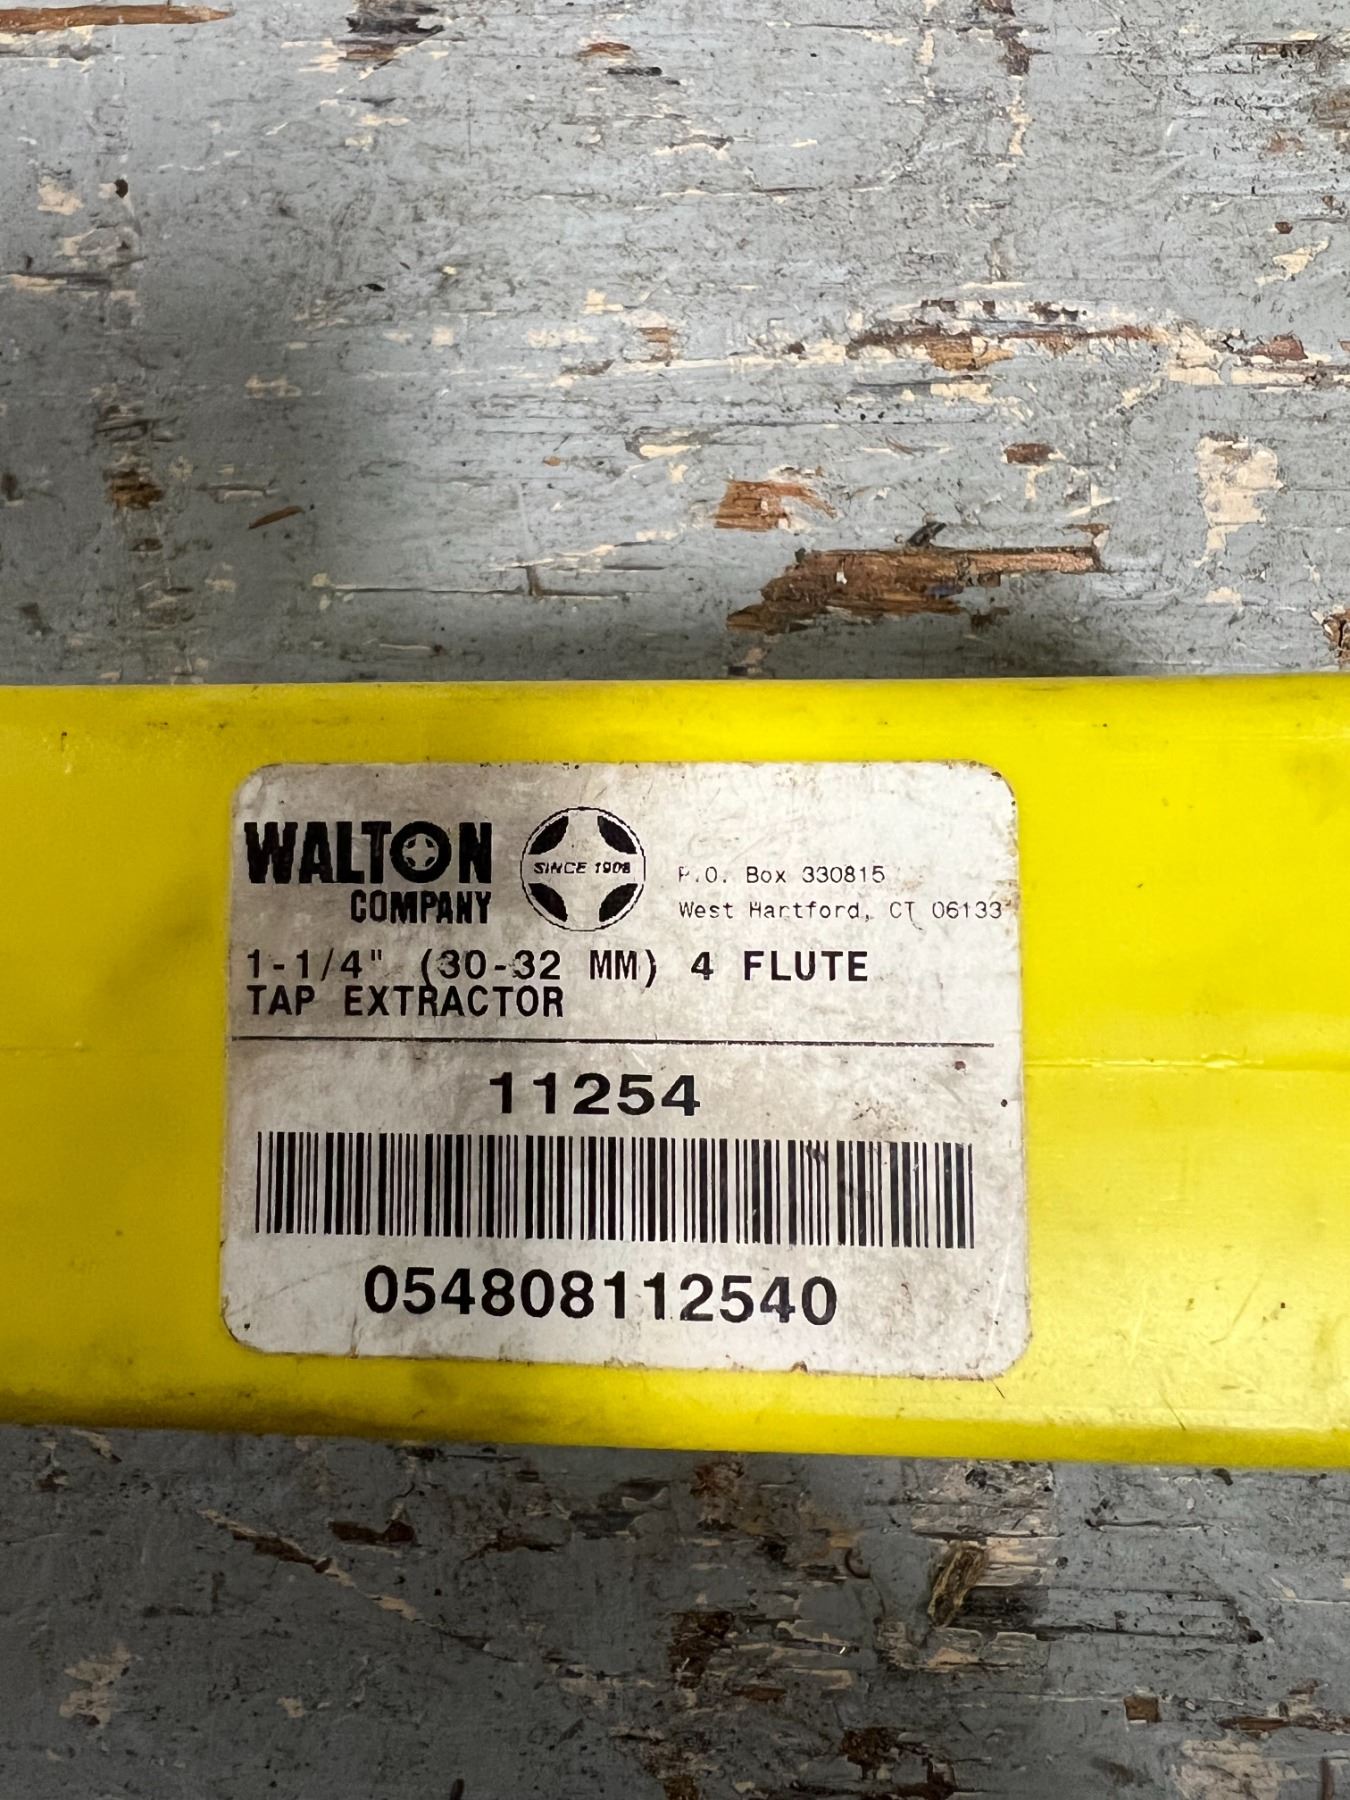 WALTON
COMPANY
SINCE 1908
P.O. Box 330815
West Hartford, CT 06133
1-1/4" (30-32 MM) 4 FLUTE
TAP EXTRACTOR
11254
054808112540